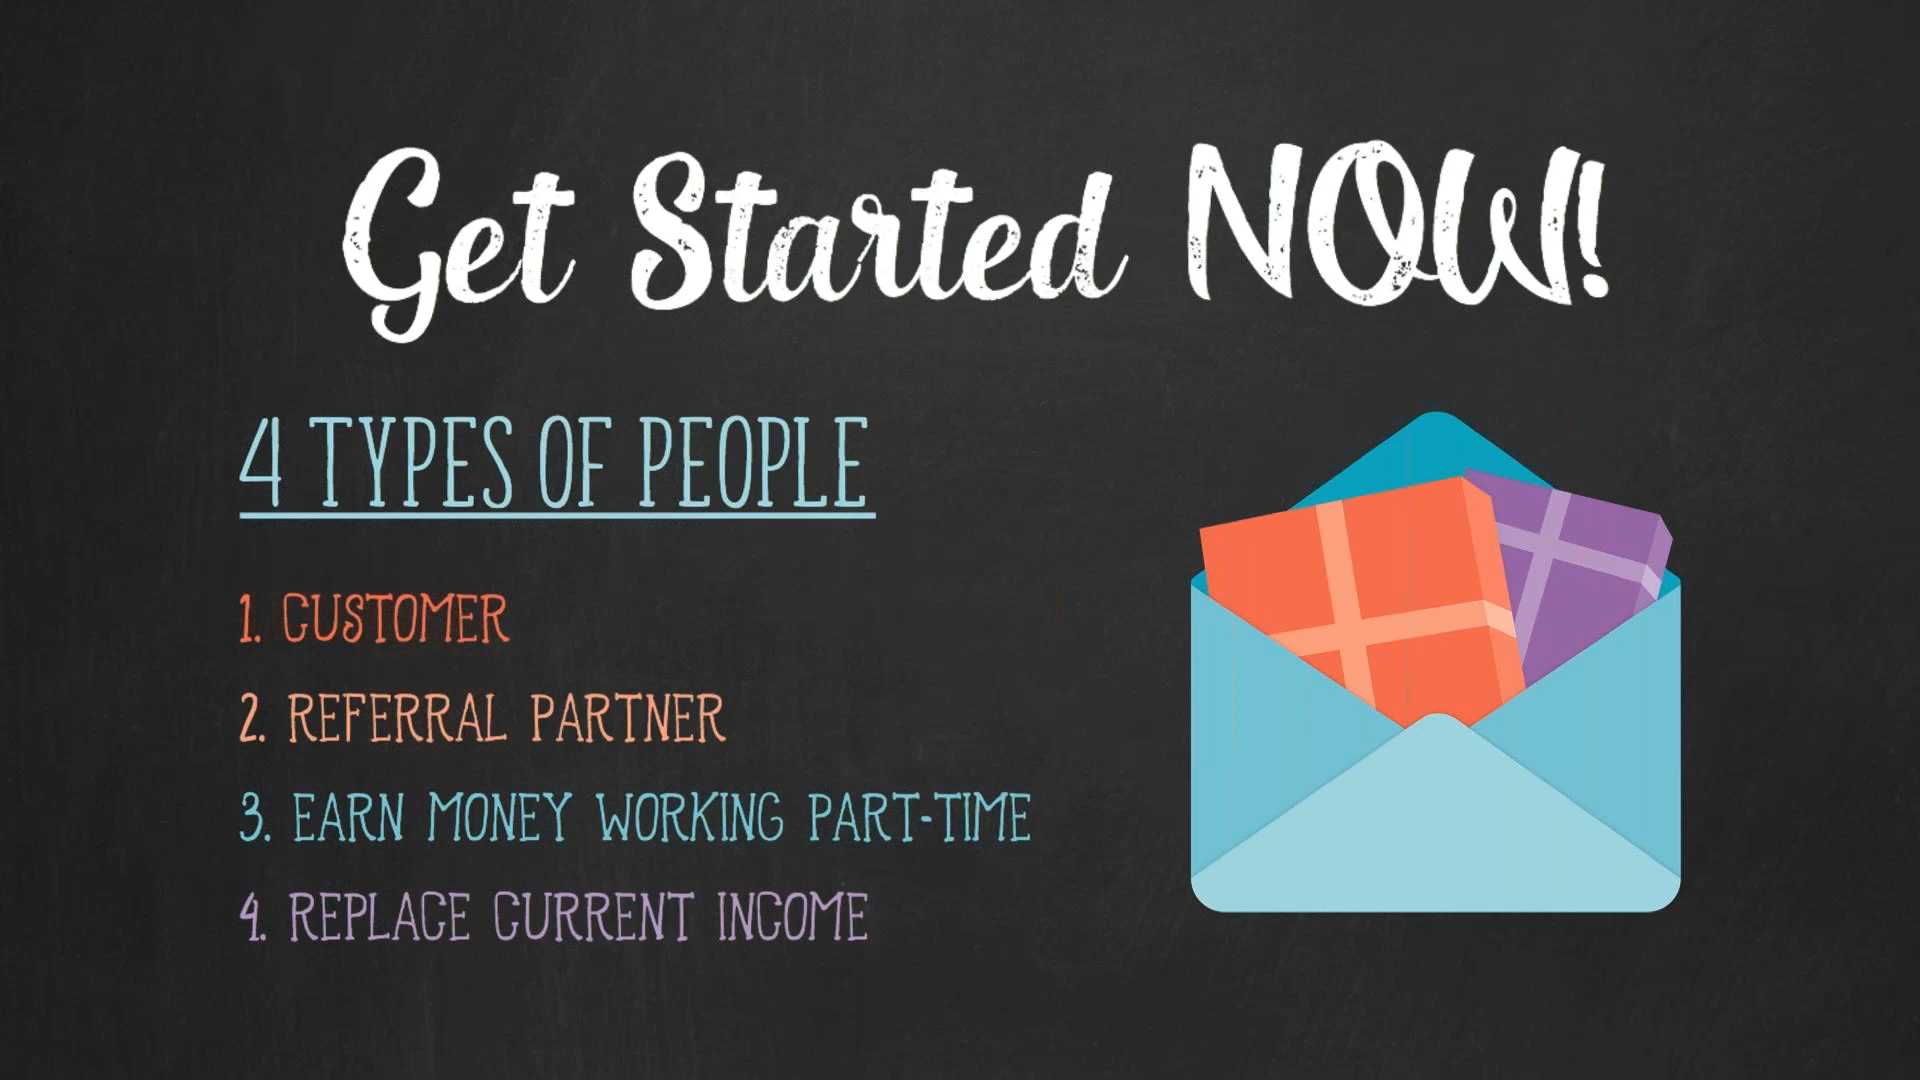 Get Started NOW!
4 TYPES OF PEOPLE
1. CUSTOMER
2. REFERRAL PARTNER
3. EARN MONEY WORKING PART-TIME
4. REPLACE CURRENT INCOME